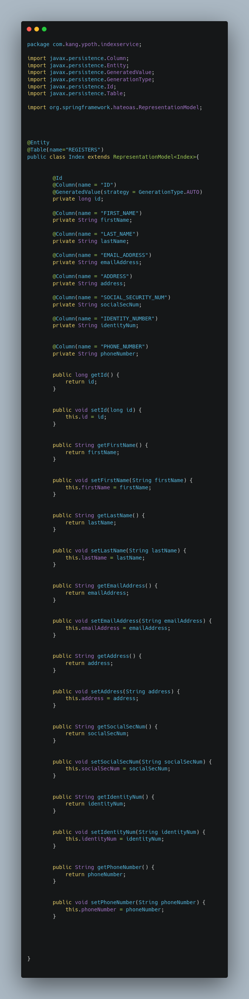 package com.kang.ypoth.indexservice;
import javax.persistence.Column;
import javax.persistence.Entity;
import javax.persistence.GeneratedValue;
import javax.persistence.GenerationType;
import javax.persistence.Id;
import javax.persistence.Table;
import org.springframework.hateoas.RepresentationModel;
@Entity
@Table(name="REGISTERS")
public class Index extends RepresentationModel<Index>{
@Id
@Column(name = "ID")
@GeneratedValue(strategy = GenerationType.AUTO)
private long id;
@Column(name = "FIRST_NAME")
private String firstName;
@Column(name = "LAST_NAME")
private String lastName;
@Column(name = "EMAIL_ADDRESS")
private String emailAddress;
@Column(name = "ADDRESS")
private String address;
@Column(name = "SOCIAL_SECURITY_NUM")
private String socialSecNum;
@Column(name = "IDENTITY_NUMBER")
private String identityNum;
@Column(name = "PHONE_NUMBER")
private String phoneNumber;
public long getId() {
return id;
}
public void setId(long id) {
this.id = id;
}
public String getFirstName() {
return firstName;
}
public void setFirstName(String firstName) {
this.firstName = firstName;
}
public String getLastName() {
return lastName;
}
public void setLastName(String lastName) {
this.lastName = lastName;
}
public String getEmailAddress() {
return emailAddress;
}
public void setEmailAddress(String emailAddress) {
this.emailAddress = emailAddress;
}
public String getAddress() {
return address;
}
public void setAddress(String address) {
this.address = address;
}
public String getSocialSecNum() {
return socialSecNum;
}
public void setSocialSecNum(String socialSecNum) {
this.socialSecNum = socialSecNum;
}
public String getIdentityNum() {
return identityNum;
}
public void setIdentityNum(String identityNum) {
this.identityNum = identityNum;
}
public String getPhoneNumber() {
return phoneNumber;
}
public void setPhoneNumber(String phoneNumber) {
this.phoneNumber = phoneNumber;
}
}